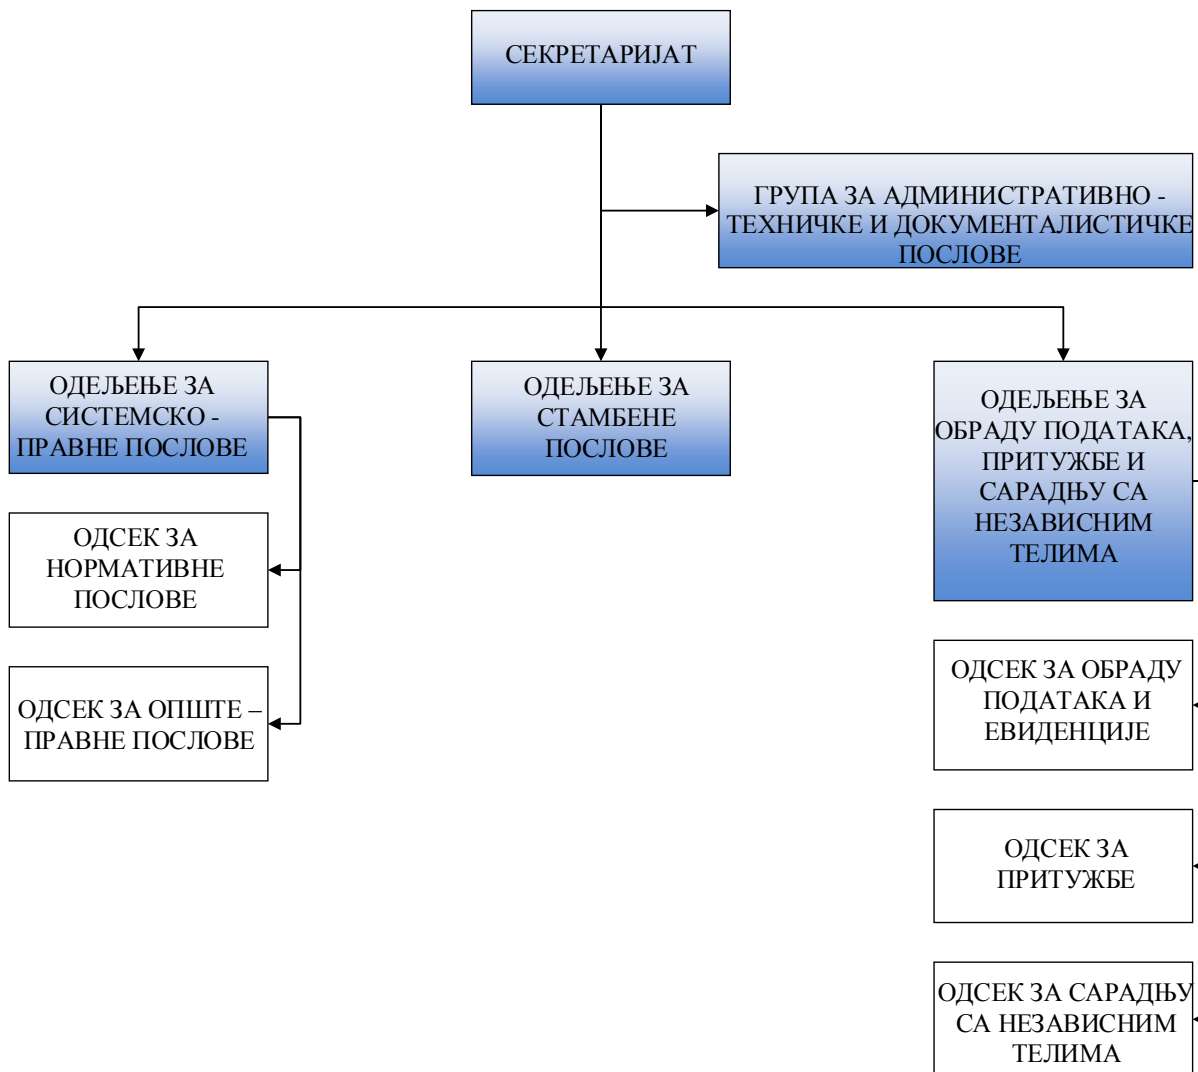 СЕКРЕТАРИЈАТ
ГРУПА ЗА АДМИНИСТРАТИВНО -
ТЕХНИЧКЕ И ДОКУМЕНТАЛИСТИЧКЕ
ПОСЛОВЕ
ОДЕЉЕЊЕ ЗА
СИСТЕМСКО -
ПРАВНЕ ПОСЛОВЕ
ОДЕЉЕЊЕ ЗА
СТАМБЕНЕ
ПОСЛОВЕ
ОДЕЉЕЊЕ ЗА
ОБРАДУ ПОДАТАКА,
ПРИТУЖБЕ И
САРАДЊУ СА
НЕЗАВИСНИМ
ТЕЛИМА
ОДСЕК ЗА
НОРМАТИВНЕ
ПОСЛОВЕ
ОДСЕК ЗА ОПШТЕ –
ПРАВНЕ ПОСЛОВЕ
ОДСЕК ЗА ОБРАДУ
ПОДАТАКА И
ЕВИДЕНЦИЈЕ
ОДСЕК ЗА
ПРИТУЖБЕ
ОДСЕК ЗА САРАДЊУ
СА НЕЗАВИСНИМ
ТЕЛИМА